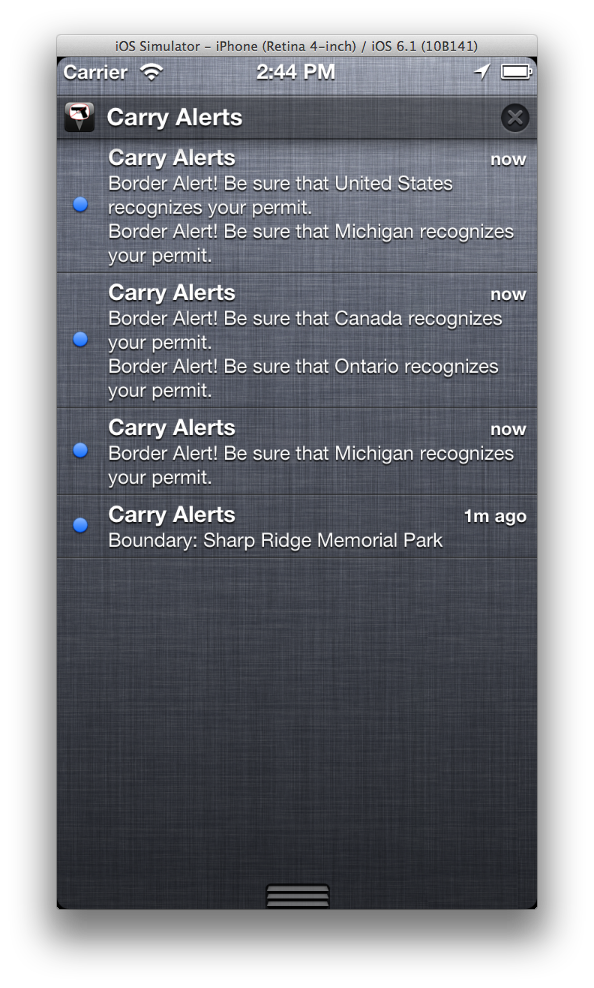 iOS Simulator – iPhone (Retina 4-inch) / iOS 6.1 (10B141)
Carrier 2:44 PM
Carry Alerts
Carry Alerts now
Border Alert! Be sure that United States
recognizes your permit.
Border Alert! Be sure that Michigan recognizes
your permit.
Carry Alerts now
Border Alert! Be sure that Canada recognizes
your permit.
Border Alert! Be sure that Ontario recognizes
your permit.
Carry Alerts now
Border Alert! Be sure that Michigan recognizes
your permit.
Carry Alerts 1m ago
Boundary: Sharp Ridge Memorial Park